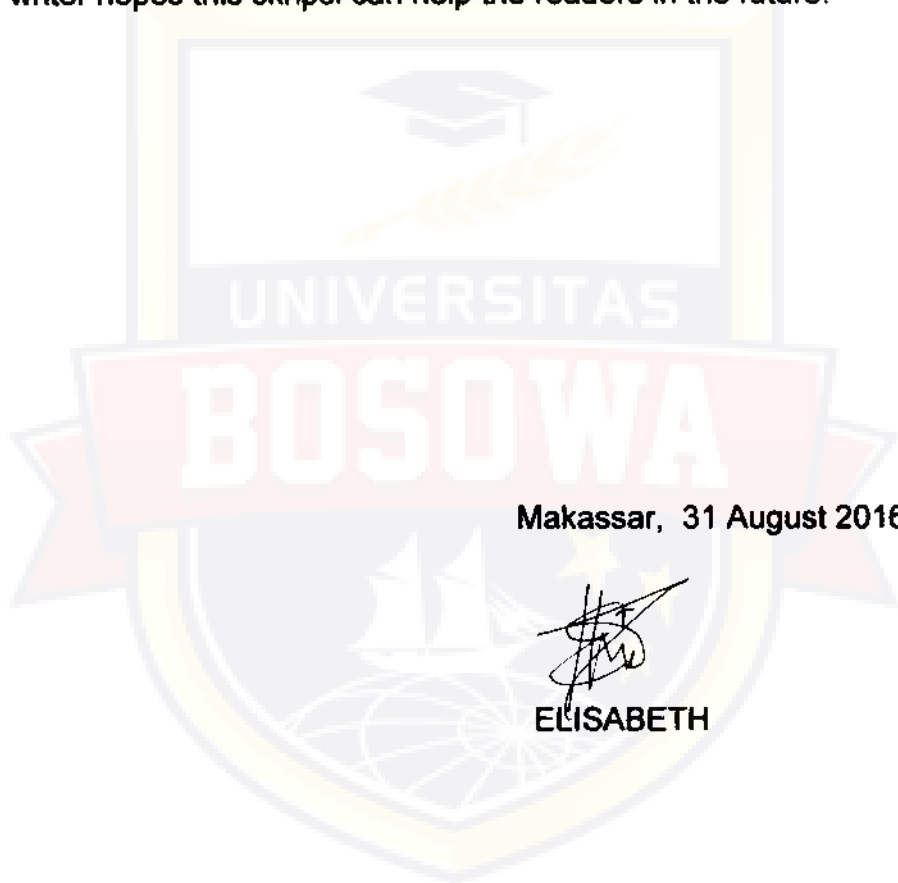 writer hopes this skripsi can help the readers in the future.
UNIVERSITAS
BOSOWA
Makassar, 31 August 2016
ELISABETH